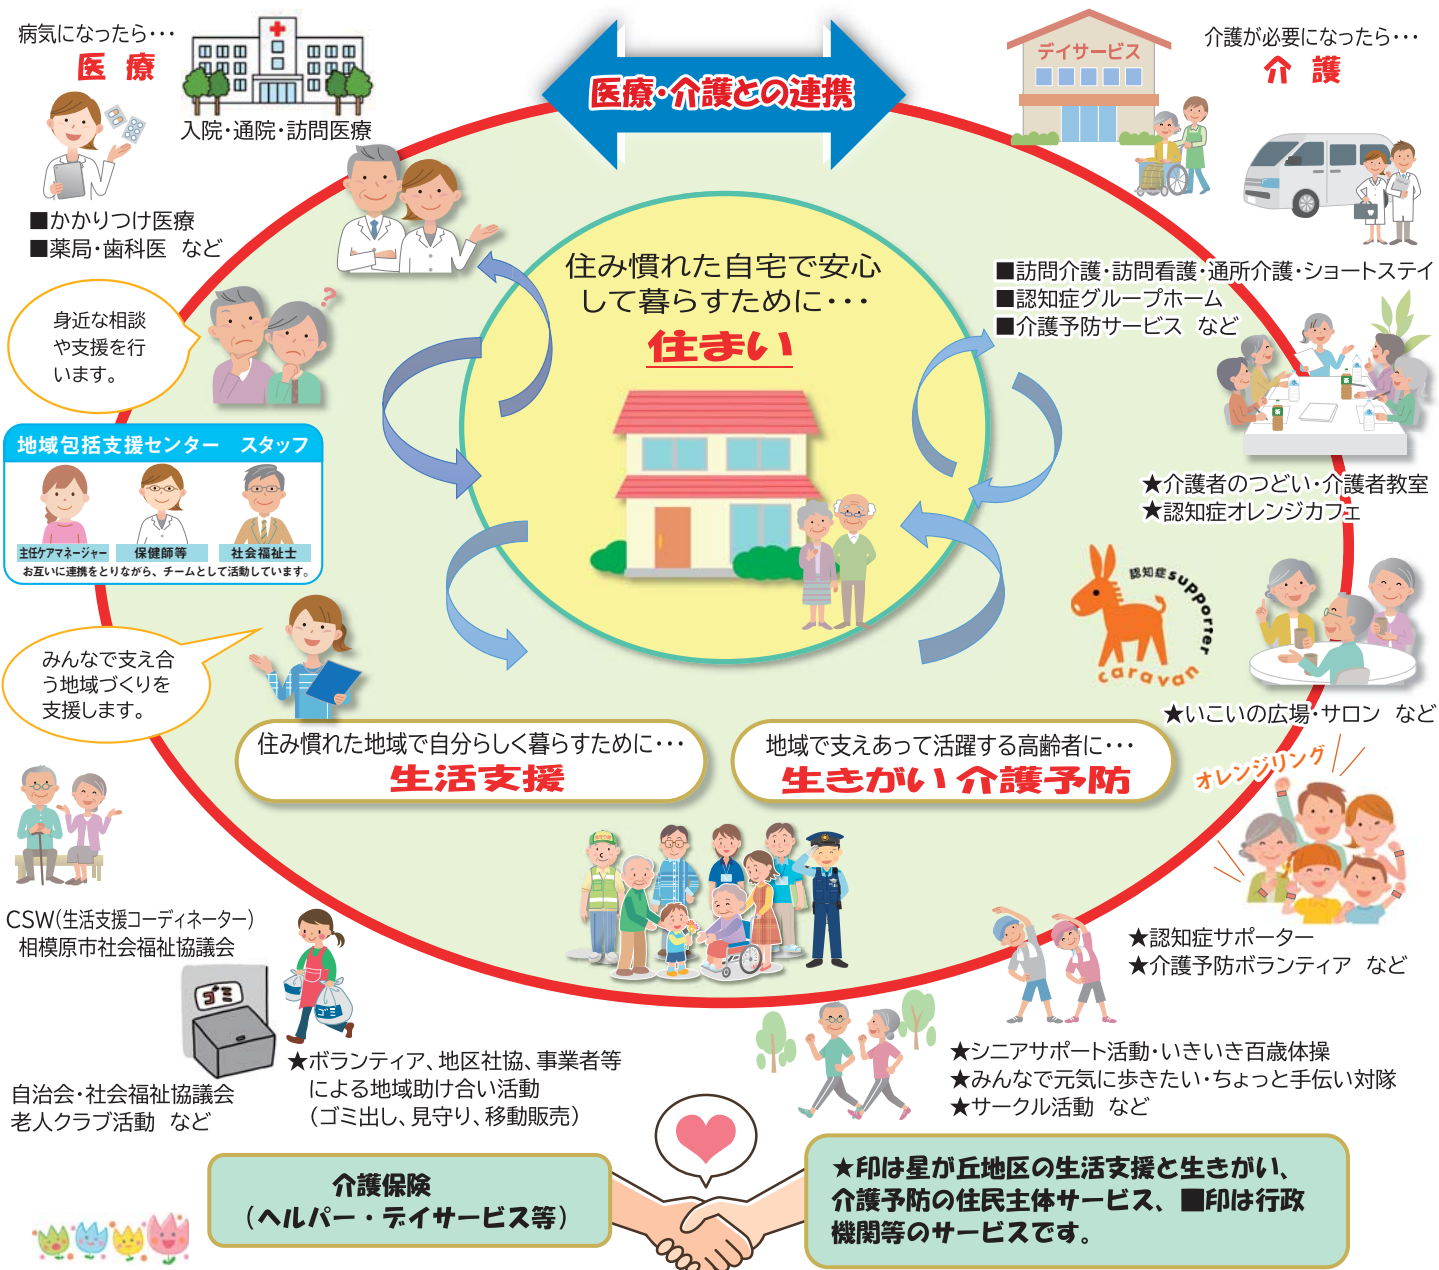 病気になったら・・・
医 療
入院・通院・訪問医療
■かかりつけ医療
■薬局・歯科医 など
医療・介護との連携
デイサービス
介護が必要になったら・・・
介 護
■訪問介護・訪問看護・通所介護・ショートステイ
■認知症グループホーム
■介護予防サービス など
住み慣れた自宅で安心
して暮らすために・・・
住まい
?
身近な相談
や支援を行
います。
地域包括支援センター スタッフ
主任ケアマネージャー
保健師等
社会福祉士
お互いに連携をとりながら、チームとして活動しています。
みんなで支え合
う地域づくりを
支援します。
★介護者のつどい・介護者教室
★認知症オレンジカフェ
認知症supporter
caravan
★いこいの広場・サロン など
住み慣れた地域で自分らしく暮らすために・・・
生活支援
地域で支えあって活躍する高齢者に・・・
生きがい 介護予防
オレンジリング
★認知症サポーター
★介護予防ボランティア など
CSW(生活支援コーディネーター)
相模原市社会福祉協議会
ゴミ
ゴミ
自治会・社会福祉協議会
老人クラブ活動 など
★ボランティア、地区社協、事業者等
による地域助け合い活動
(ゴミ出し、見守り、移動販売)
★シニアサポート活動・いきいき百歳体操
★みんなで元気に歩きたい・ちょっと手伝い対隊
★サークル活動 など
介護保険
(ヘルパー・デイサービス等)
★印は星が丘地区の生活支援と生きがい、
介護予防の住民主体サービス、■印は行政
機関等のサービスです。